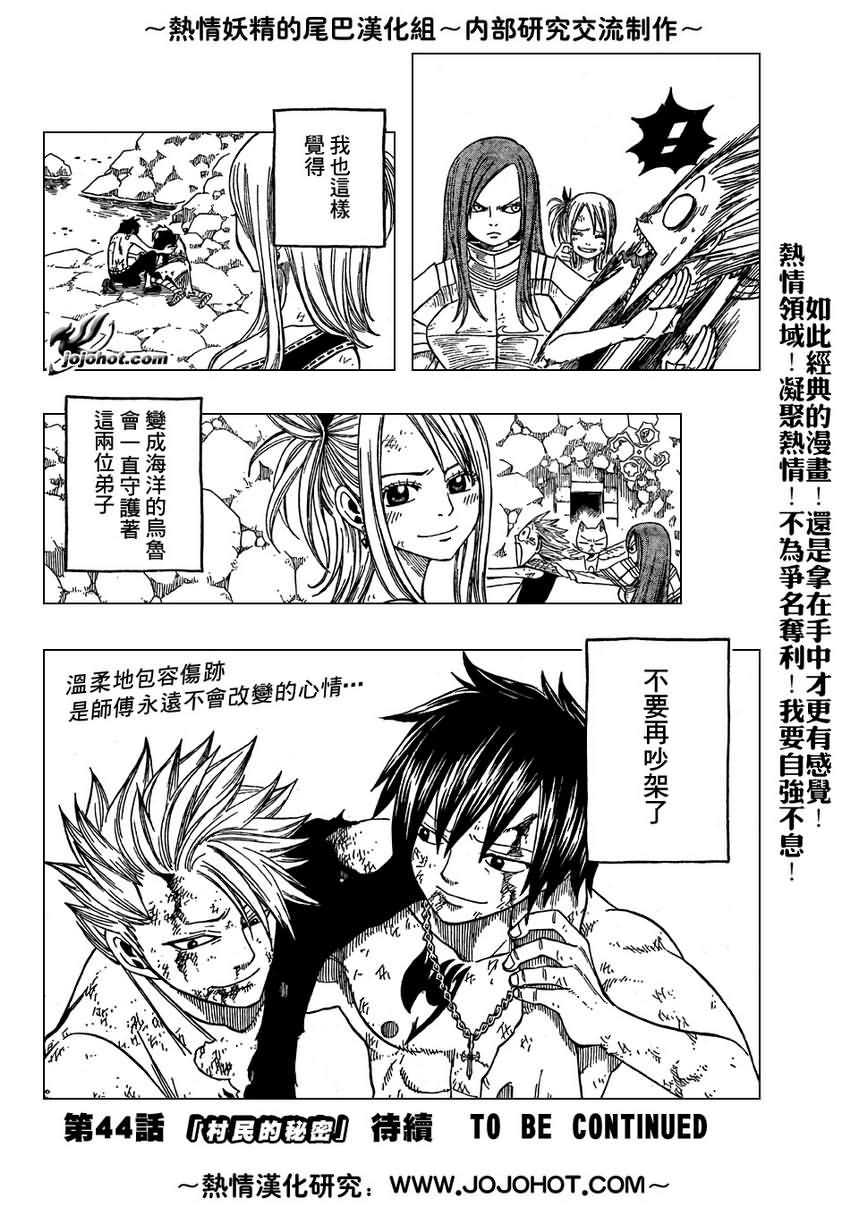 ～熱情妖精的尾巴漢化組～内部研究交流制作～
我也這樣
覺得
jojohot.com
變成海洋的烏魯
會一直守護著
這兩位弟子
溫柔地包容傷跡
是師傅永遠不會改變的心情…
不要再吵架了
如此經典的漫畫！還是拿在手中才更有感覺！
熱情領域！凝聚熱情！不為爭名奪利！我要自強不息！
第44話「村民的秘密」待續 TO BE CONTINUED
～熱情漢化研究：WWW.JOJOHOT.COM～